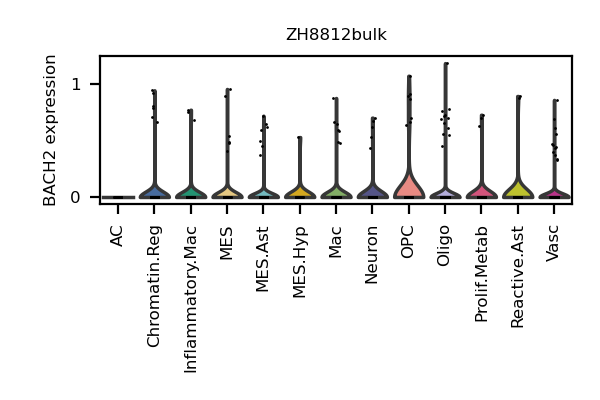 ZH8812bulk
BACH2 expression
1
0
AC
Chromatin.Reg
Inflammatory.Mac
MES
MES.Ast
MES.Hyp
Mac
Neuron
OPC
Oligo
Prolif.Metab
Reactive.Ast
Vasc